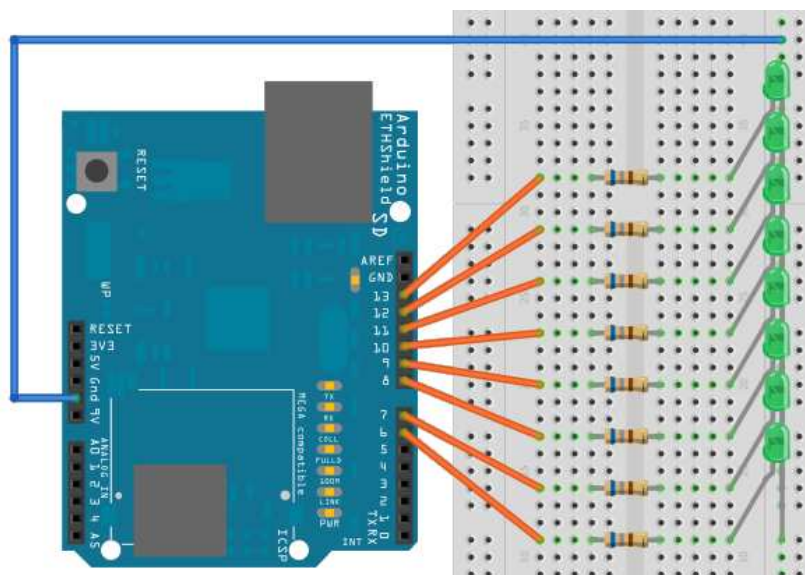 Arduino
ETHShield
SD
RESET
WP
AREF
GND
13
12
11
10
9
8
7
6
5
4
3
2
1
0
TX
RX
INT
RESET
3V3
5V
Gnd
9V
A0
1
2
3
4
A5
ANALOG IN
MEGA compatible
TX
RX
COLL
FULLD
100M
LINK
PWR
ICSP